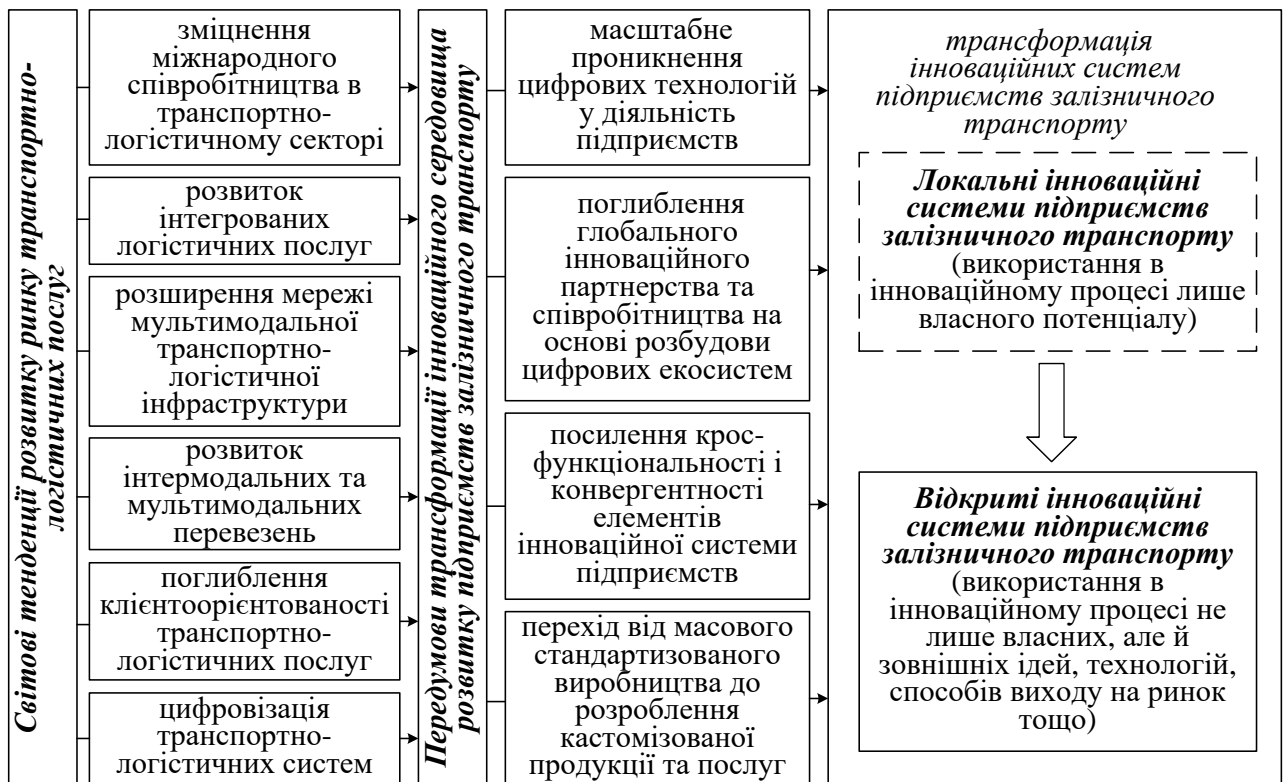 Світові тенденції розвитку ринку транспортно-
логістичних послуг
зміцнення
міжнародного
співробітництва в
транспортно-
логістичному секторі
розвиток
інтегрованих
логістичних послуг
розширення мережі
мультимодальної
транспортно-
логістичної
інфраструктури
розвиток
інтермодальних та
мультимодальних
перевезень
поглиблення
клієнтоорієнтованості
транспортно-
логістичних послуг
цифровізація
транспортно-
логістичних систем
Передумови трансформації інноваційного середовища
розвитку підприємств залізничного транспорту
масштабне
проникнення
цифрових технологій
у діяльність
підприємств
поглиблення
глобального
інноваційного
партнерства та
співробітництва на
основі розбудови
цифрових екосистем
посилення крос-
функціональності і
конвергентності
елементів
інноваційної системи
підприємств
перехід від масового
стандартизованого
виробництва до
розроблення
кастомізованої
продукції та послуг
трансформація
інноваційних систем
підприємств залізничного
транспорту
Локальні інноваційні
системи підприємств
залізничного транспорту
(використання в
інноваційному процесі лише
власного потенціалу)
Відкриті інноваційні
системи підприємств
залізничного транспорту
(використання в
інноваційному процесі не
лише власних, але й
зовнішніх ідей, технологій,
способів виходу на ринок
тощо)